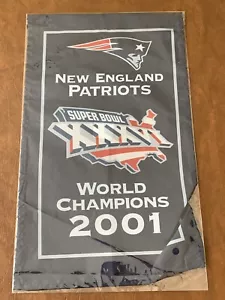 NEW ENGLAND
PATRIOTS
SUPER BOWL
XXXVI
WORLD
CHAMPIONS
2001